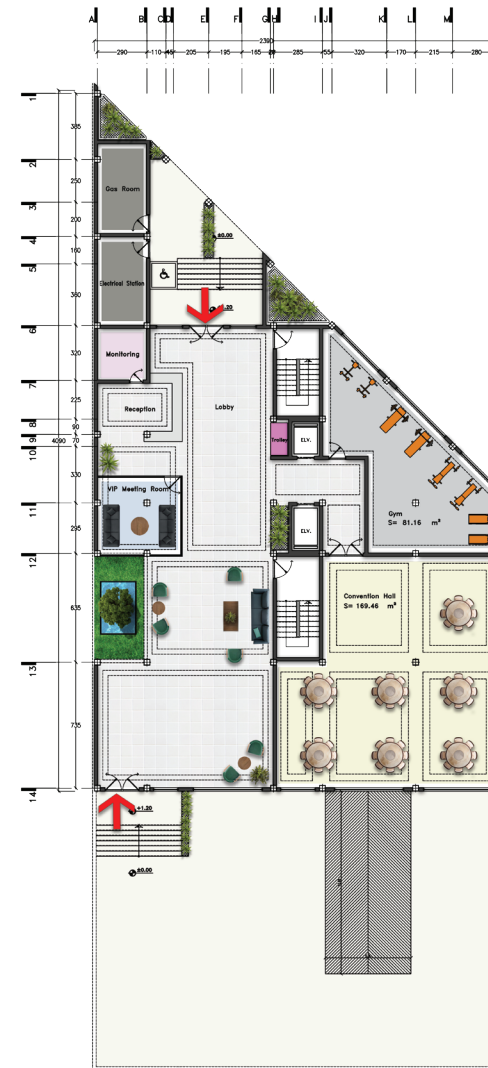 A B C D E F G H I J K L M
2390
290 110 45 205 195 165 20 285 55 320 170 215 280
1
385
2
250
Gas Room
3
200
4
±0.00
160
5
Electrical Station
360
6
Monitoring
320
7
Reception
Lobby
225
8
90
Trolley
ELV.
9
4090
70
10
330
VIP Meeting Room
11
Gym
S= 81.16 m²
ELV.
295
12
Convention Hall
S= 169.46 m²
635
13
735
14
+1.20
±0.00